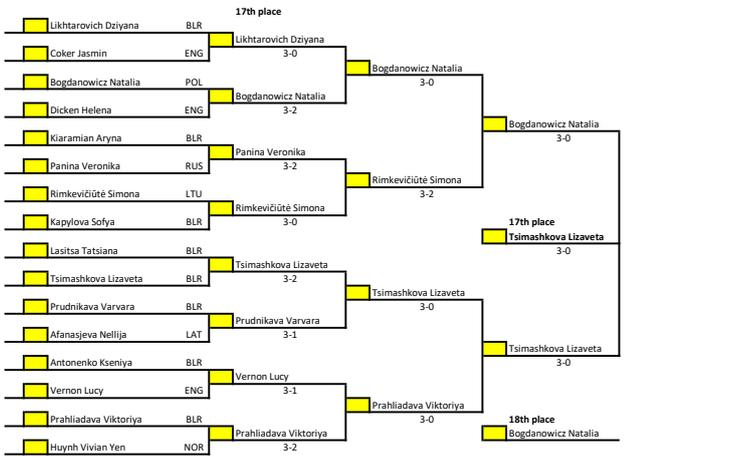 17th place
Likhtarovich Dziyana BLR
Likhtarovich Dziyana
Coker Jasmin ENG
3-0
Bogdanowicz Natalia
Bogdanowicz Natalia POL
3-0
Bogdanowicz Natalia
Dicken Helena ENG
3-2
Bogdanowicz Natalia
Kiaramian Aryna BLR
3-0
Panina Veronika
Panina Veronika RUS
3-2
Rimkevičiūtė Simona
Rimkevičiūtė Simona LTU
3-2
Rimkevičiūtė Simona
Kapylova Sofya BLR
3-0
17th place
Tsimashkova Lizaveta
Lasitsa Tatsiana BLR
3-0
Tsimashkova Lizaveta
Tsimashkova Lizaveta BLR
3-2
Tsimashkova Lizaveta
Prudnikava Varvara BLR
3-0
Prudnikava Varvara
Afanasjeva Nellija LAT
3-1
Tsimashkova Lizaveta
Antonenko Kseniya BLR
3-0
Vernon Lucy
Vernon Lucy ENG
3-1
Prahliadava Viktoriya
Prahliadava Viktoriya BLR
3-0
18th place
Prahliadava Viktoriya
Bogdanowicz Natalia
Huynh Vivian Yen NOR
3-2